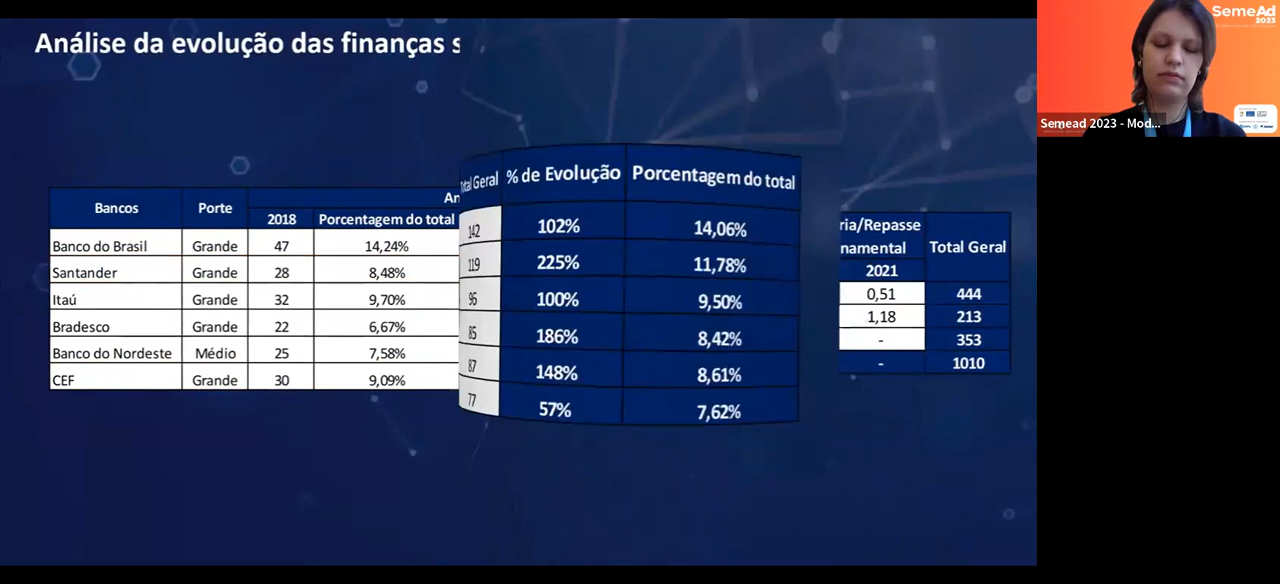 Análise da evolução das finanças s
SemeAd
2023
Semead 2023 - Mod...
Bancos Porte An
2018 Porcentagem do total
Total Geral % de Evolução Porcentagem do total
Banco do Brasil Grande 47 14,24% 142 102% 14,06%
Santander Grande 28 8,48% 119 225% 11,78%
Itaú Grande 32 9,70% 96 100% 9,50%
Bradesco Grande 22 6,67% 85 186% 8,42%
Banco do Nordeste Médio 25 7,58% 87 148% 8,61%
CEF Grande 30 9,09% 77 57% 7,62%
ria/Repasse
namental Total Geral
2021
0,51 444
1,18 213
- 353
- 1010